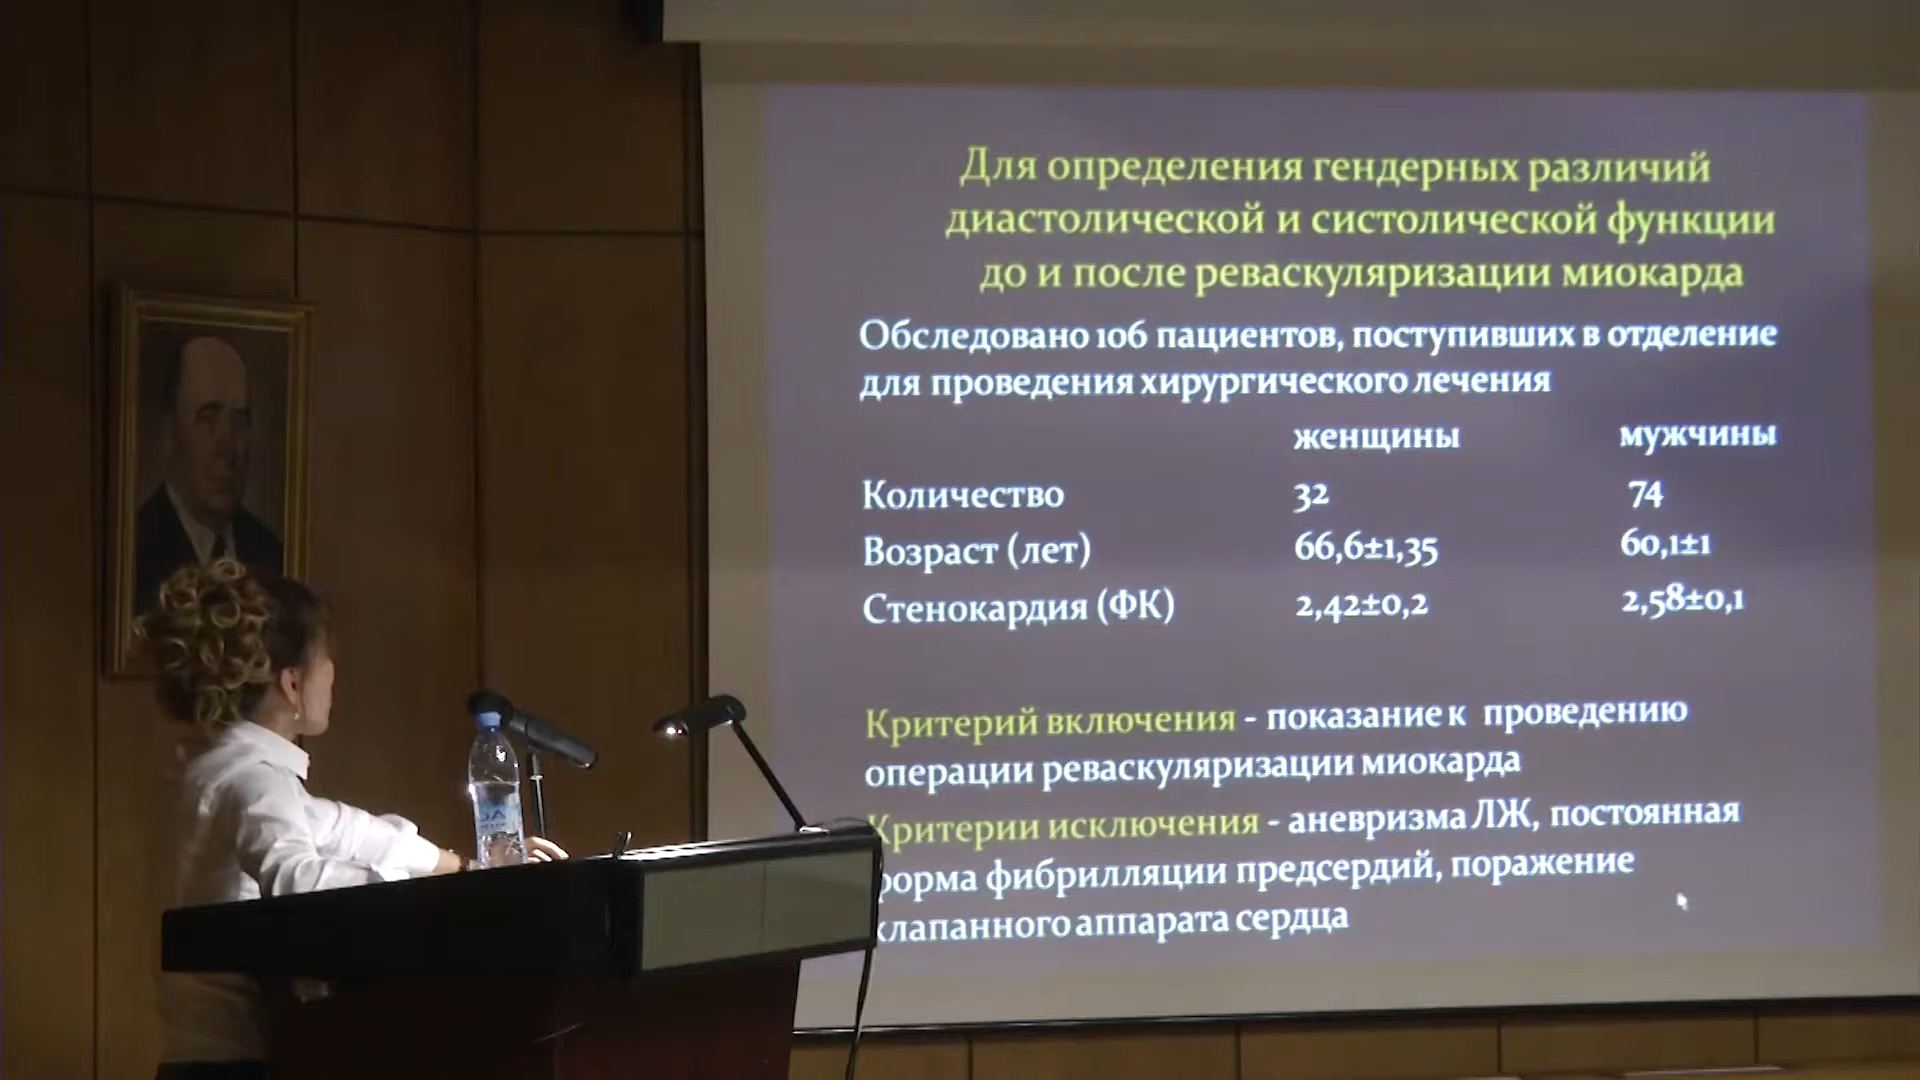 Для определения гендерных различий
диастолической и систолической функции
до и после реваскуляризации миокарда
Обследовано 106 пациентов, поступивших в отделение
для проведения хирургического лечения
женщины мужчины
Количество 32 74
Возраст (лет) 66,6±1,35 60,1±1
Стенокардия (ФК) 2,42±0,2 2,58±0,1
Критерий включения - показание к проведению
операции реваскуляризации миокарда
Критерии исключения - аневризма ЛЖ, постоянная
форма фибрилляции предсердий, поражение
клапанного аппарата сердца